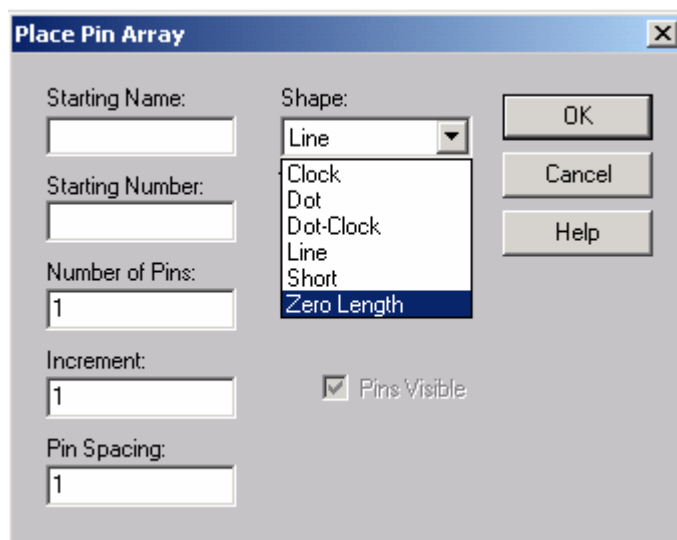 Place Pin Array
Starting Name:
Starting Number:
Number of Pins:
1
Increment:
1
Pin Spacing:
1
Shape:
Line
Clock
Dot
Dot-Clock
Line
Short
Zero Length
Pins Visible
OK
Cancel
Help